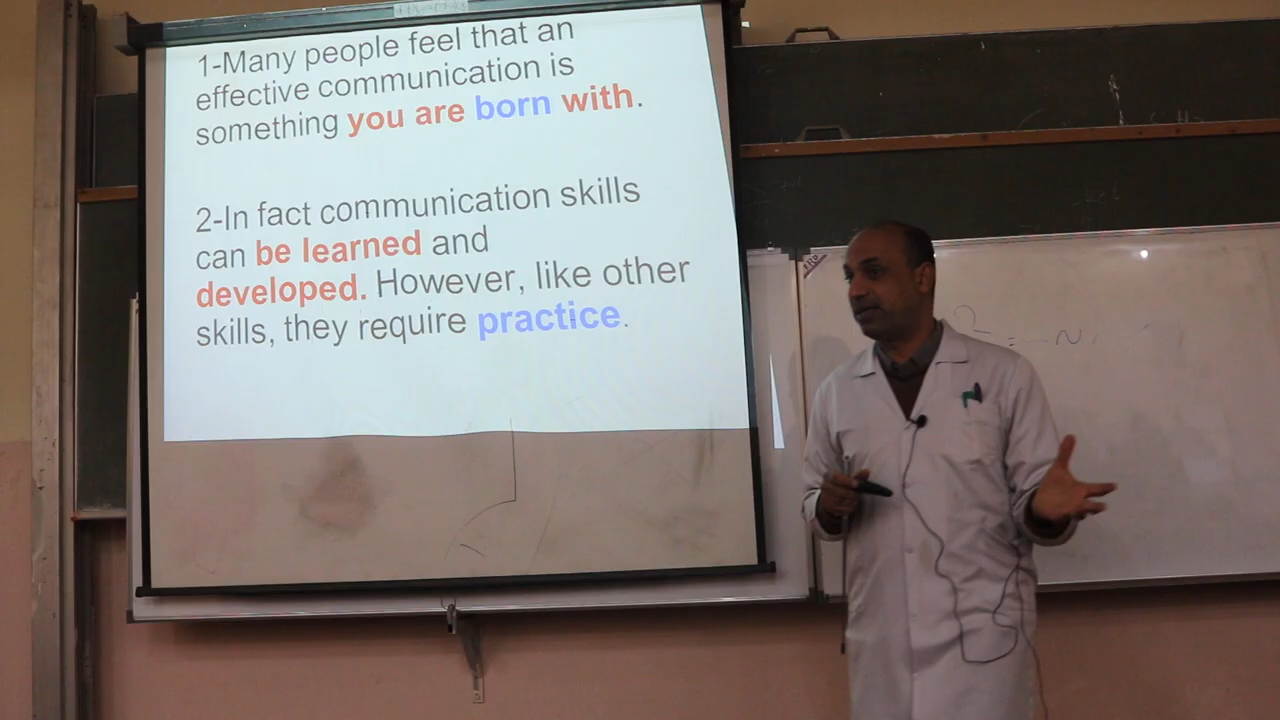 1-Many people feel that an
effective communication is
something you are born with.
2-In fact communication skills
can be learned and
developed. However, like other
skills, they require practice.